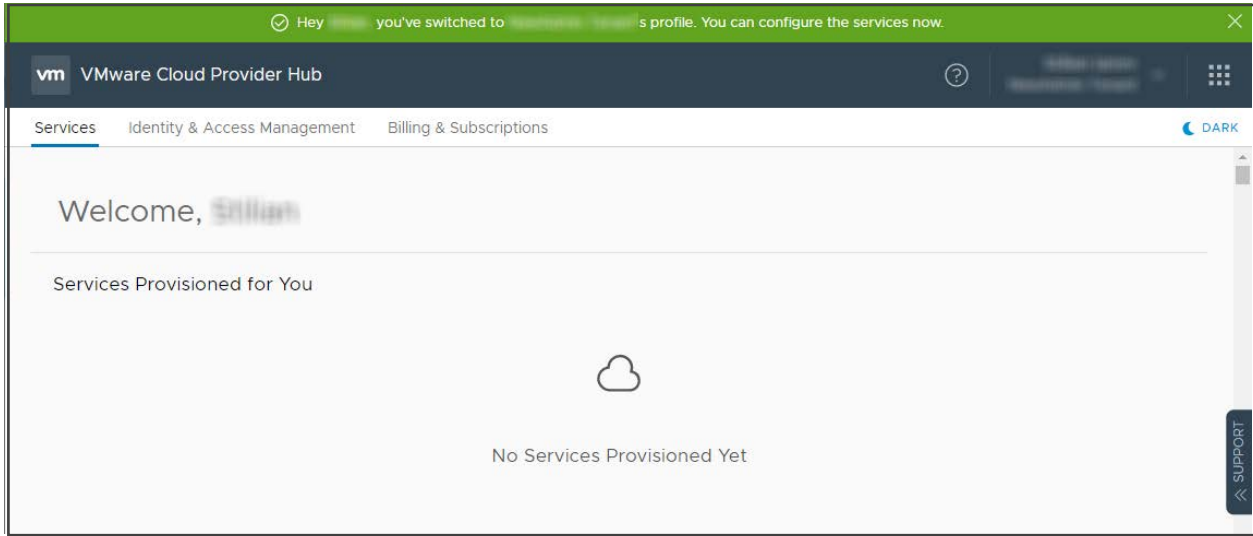 Hey you've switched to 's profile. You can configure the services now.
vm VMware Cloud Provider Hub
Services Identity & Access Management Billing & Subscriptions DARK
Welcome,
Services Provisioned for You
No Services Provisioned Yet
SUPPORT